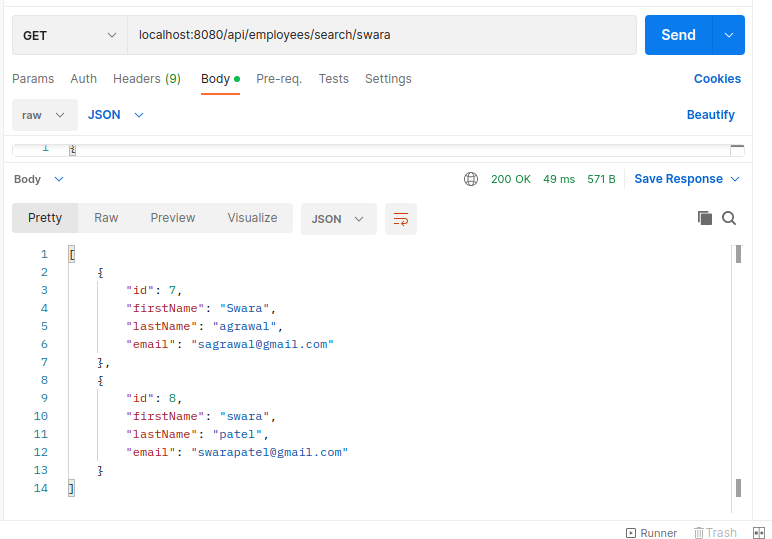 GET localhost:8080/api/employees/search/swara Send
Params Auth Headers (9) Body Pre-req. Tests Settings Cookies
raw JSON Beautify
1 {
Body 200 OK 49 ms 571 B Save Response
Pretty Raw Preview Visualize JSON
1 [
2 {
3 "id": 7,
4 "firstName": "Swara",
5 "lastName": "agrawal",
6 "email": "sagrawal@gmail.com"
7 },
8 {
9 "id": 8,
10 "firstName": "swara",
11 "lastName": "patel",
12 "email": "swarapatel@gmail.com"
13 }
14 ]
Runner Trash